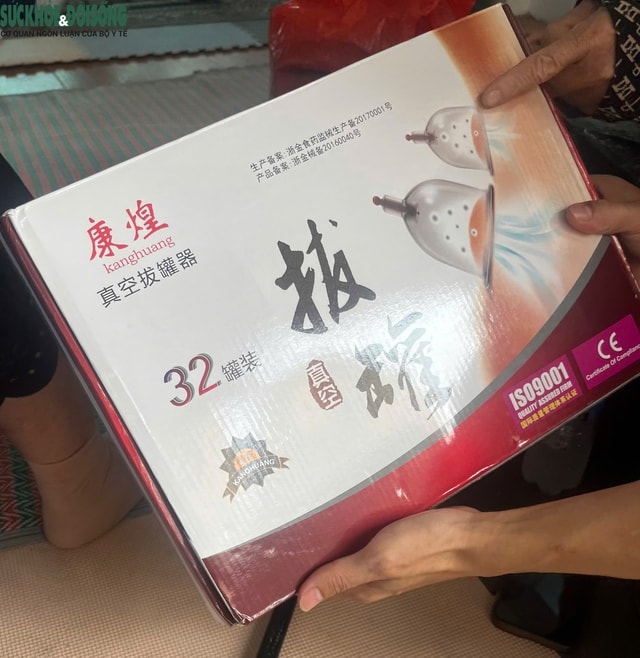 SỨCKHỎE&ĐỜISỐNG
CƠ QUAN NGÔN LUẬN CỦA BỘ Y TẾ
生产备案:浙金食药监械生产备20170001号
产品备案:浙金械备20160040号
康煌
kanghuang
真空拔罐器
32罐装
拔
罐
真空
KANGHUANG
ISO9001
QUALITY ASSURED FIRM
国际质量管理体系认证
CE
Certificate Of Compliance